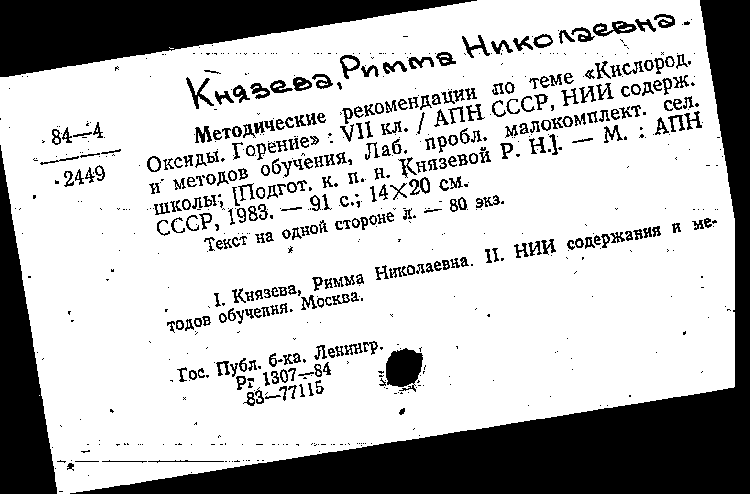 Князева, Римма Николаевна.
84—4
2449
Методические рекомендации по теме «Кислород.
Оксиды. Горение» : VII кл. / АПН СССР, НИИ содерж.
и методов обучения, Лаб. пробл. малокомплект. сел.
школы; [Подгот. к. п. н. Князевой Р. Н.]. — М. : АПН
СССР, 1983. — 91 с.; 14×20 см.
Текст на одной стороне л. — 80 экз.
I. Князева, Римма Николаевна. II. НИИ содержания и ме-
тодов обучения. Москва.
Гос. Публ. б-ка. Ленингр.
Рг 1307—84
83—77115